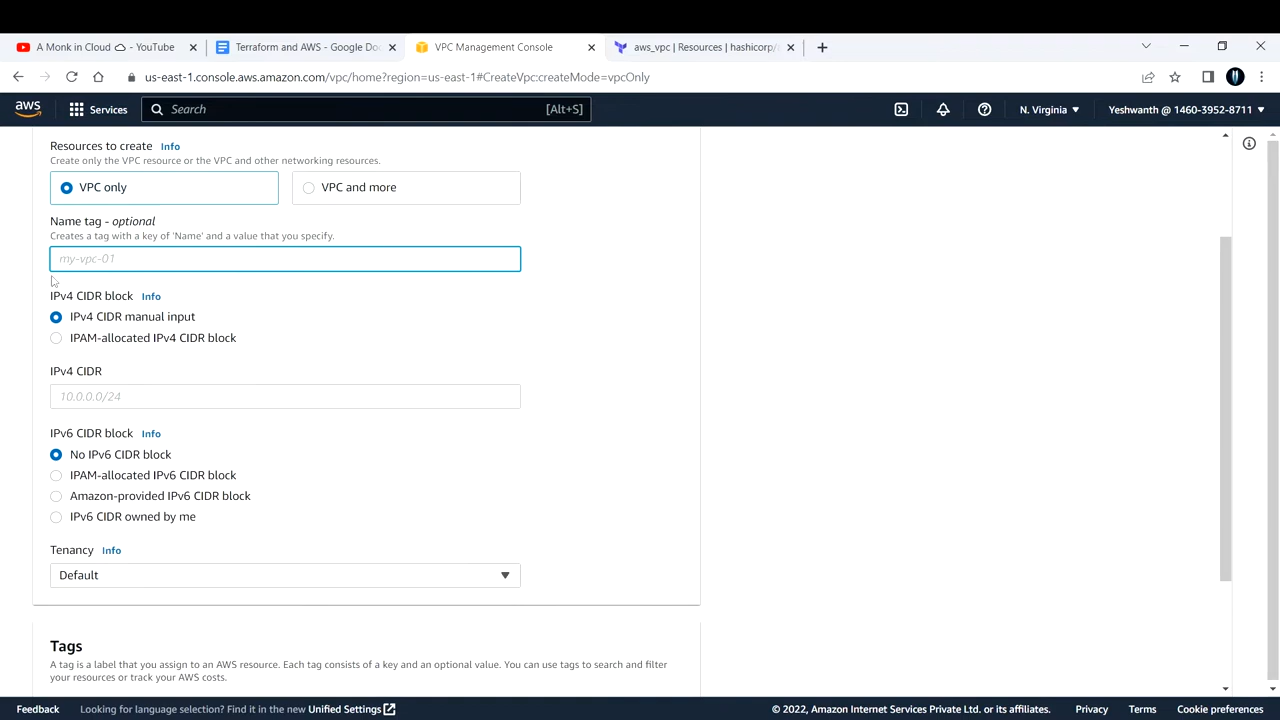 A Monk in Cloud - YouTube
Terraform and AWS - Google Doc
VPC Management Console
aws_vpc | Resources | hashicorp/
us-east-1.console.aws.amazon.com/vpc/home?region=us-east-1#CreateVpc:createMode=vpcOnly
aws
Services
Search
[Alt+S]
N. Virginia
Yeshwanth @ 1460-3952-8711
Resources to create Info
Create only the VPC resource or the VPC and other networking resources.
VPC only
VPC and more
Name tag - optional
Creates a tag with a key of 'Name' and a value that you specify.
my-vpc-01
IPv4 CIDR block Info
IPv4 CIDR manual input
IPAM-allocated IPv4 CIDR block
IPv4 CIDR
10.0.0.0/24
IPv6 CIDR block Info
No IPv6 CIDR block
IPAM-allocated IPv6 CIDR block
Amazon-provided IPv6 CIDR block
IPv6 CIDR owned by me
Tenancy Info
Default
Tags
A tag is a label that you assign to an AWS resource. Each tag consists of a key and an optional value. You can use tags to search and filter
your resources or track your AWS costs.
Feedback
Looking for language selection? Find it in the new Unified Settings
© 2022, Amazon Internet Services Private Ltd. or its affiliates.
Privacy
Terms
Cookie preferences